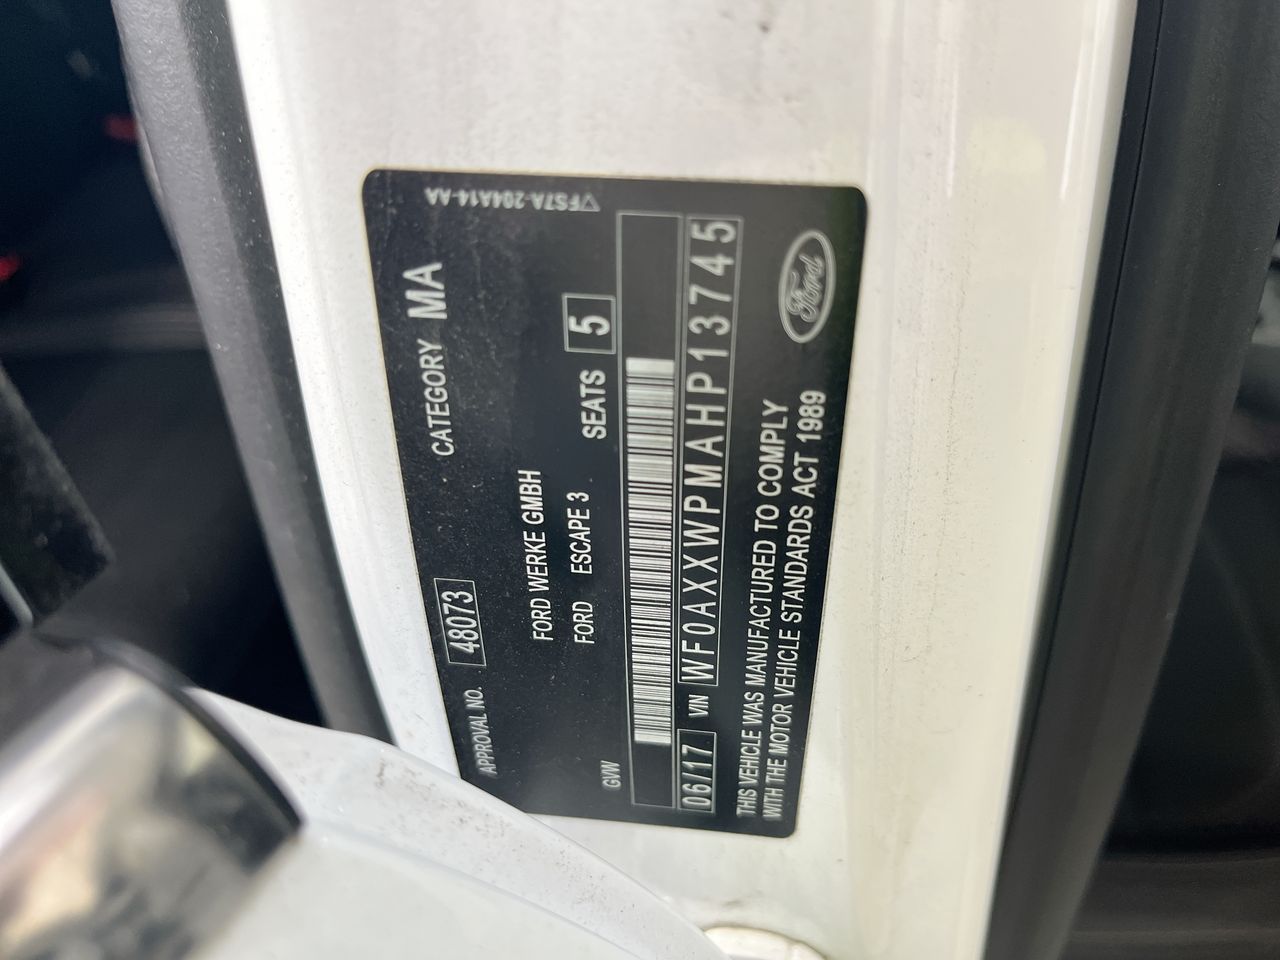 APPROVAL NO. 48073 CATEGORY MA
FORD WERKE GMBH
FORD ESCAPE 3
GVW SEATS 5
06/17 VIN WF0AXXWPMAHP13745
THIS VEHICLE WAS MANUFACTURED TO COMPLY
WITH THE MOTOR VEHICLE STANDARDS ACT 1989
Ford
FS7A-204A14-AA